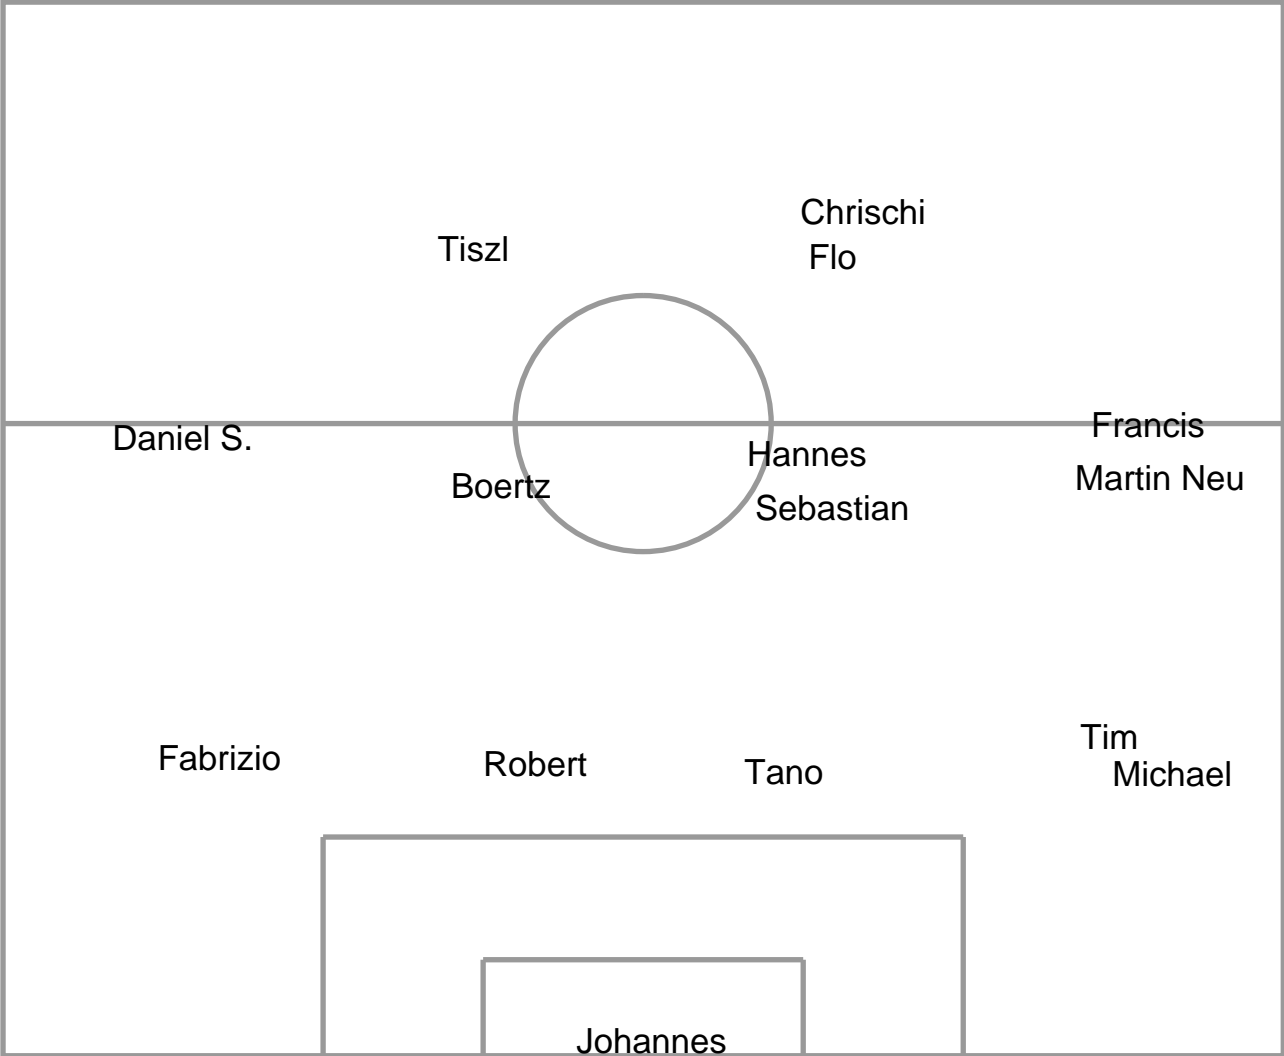 Chrischi
Tiszl
Flo
Francis
Daniel S.
Hannes
Martin Neu
Boertz
Sebastian
Tim
Fabrizio
Robert
Tano
Michael
Johannes